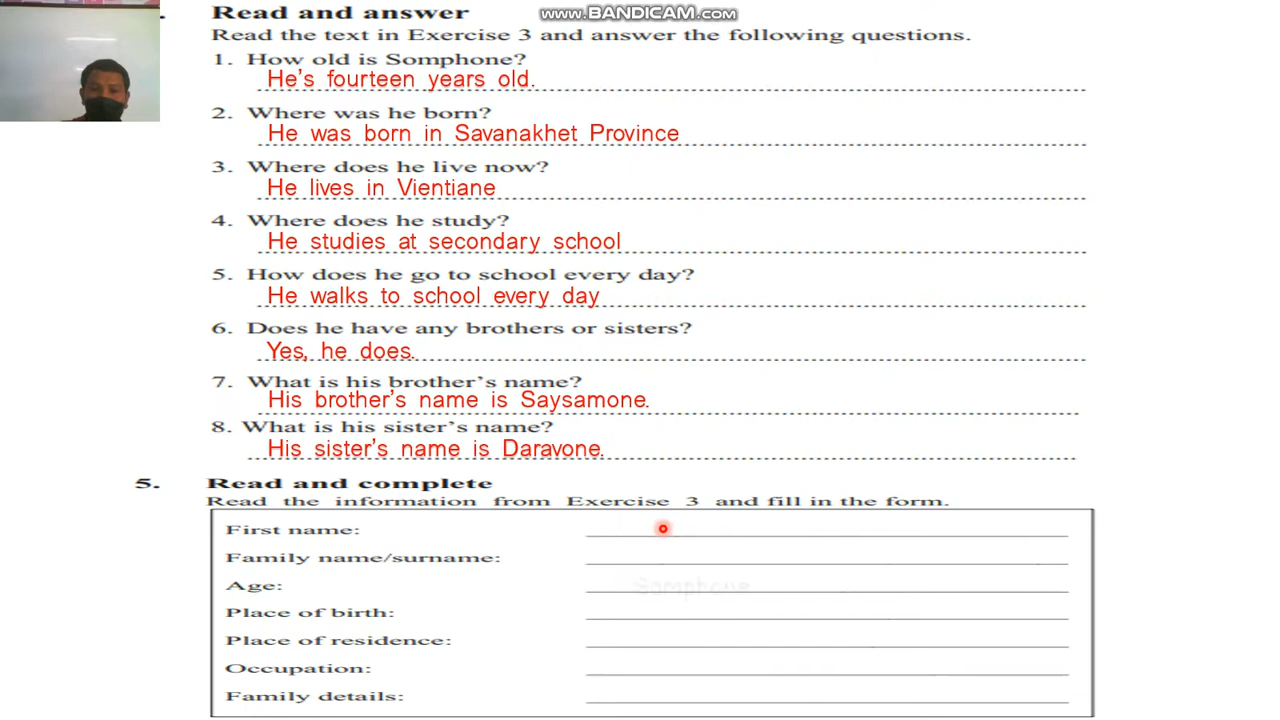 www.BANDICAM.com
Read and answer
Read the text in Exercise 3 and answer the following questions.
1. How old is Somphone?
He's fourteen years old.
2. Where was he born?
He was born in Savanakhet Province
3. Where does he live now?
He lives in Vientiane
4. Where does he study?
He studies at secondary school
5. How does he go to school every day?
He walks to school every day
6. Does he have any brothers or sisters?
Yes, he does.
7. What is his brother's name?
His brother's name is Saysamone.
8. What is his sister's name?
His sister's name is Daravone.
5. Read and complete
Read the information from Exercise 3 and fill in the form.
First name:
Family name/surname:
Age: Somphone
Place of birth:
Place of residence:
Occupation:
Family details: